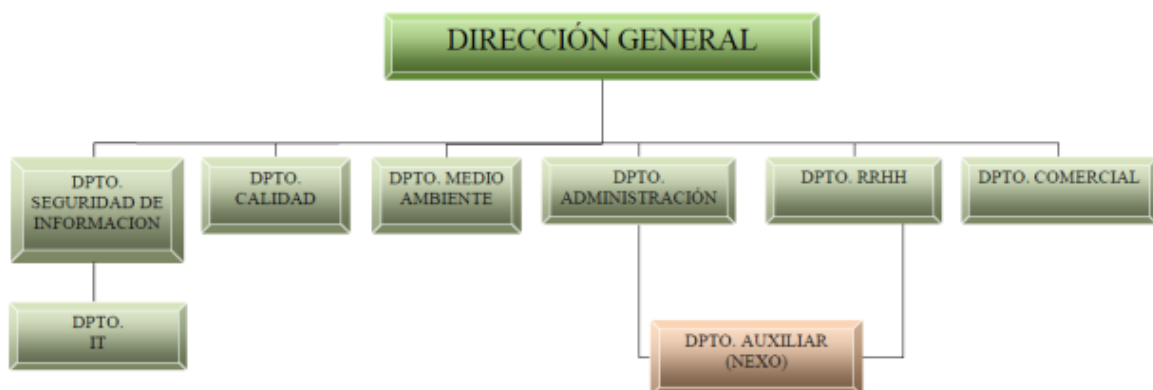 DIRECCIÓN GENERAL
DPTO.
SEGURIDAD DE
INFORMACION
DPTO.
CALIDAD
DPTO. MEDIO
AMBIENTE
DPTO.
ADMINISTRACIÓN
DPTO. RRHH
DPTO. COMERCIAL
DPTO.
IT
DPTO. AUXILIAR
(NEXO)